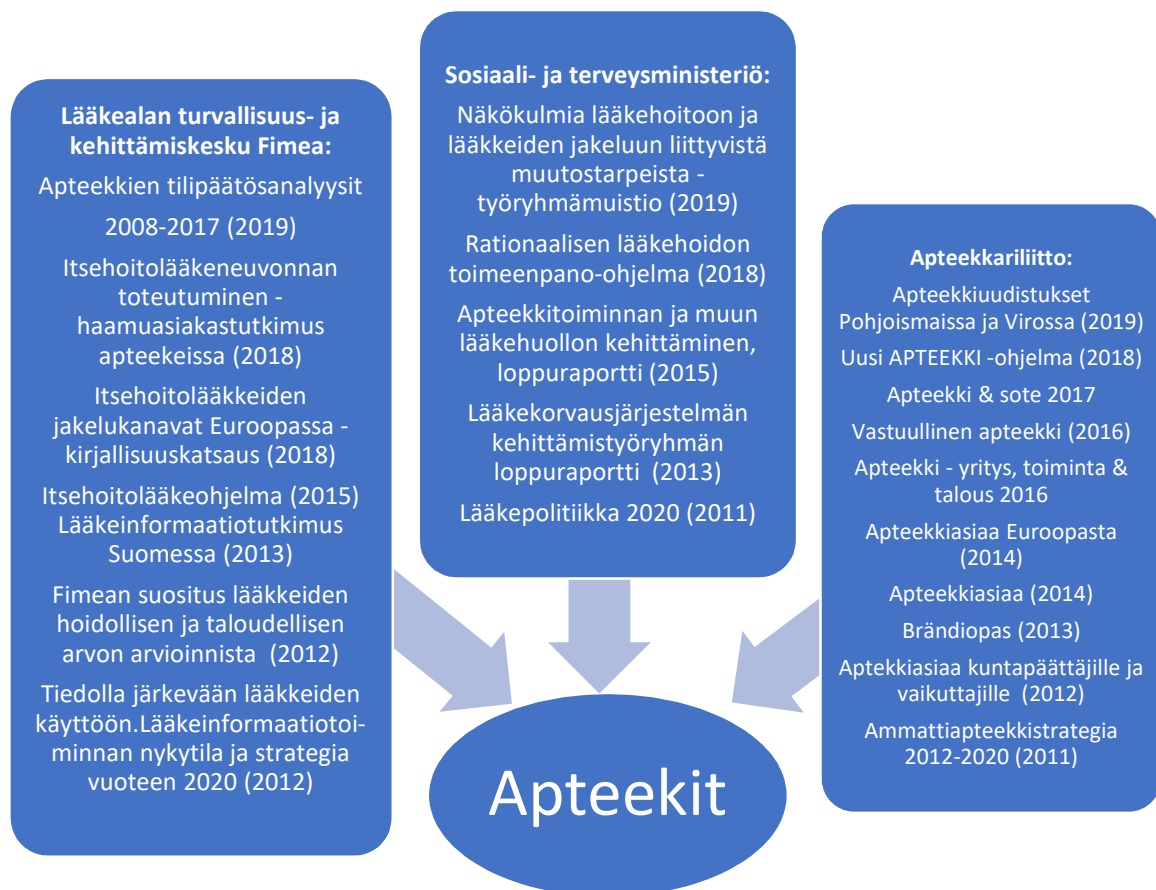 Lääkealan turvallisuus- ja
kehittämiskesku Fimea:
Apteekkien tilipäätösanalyysit
2008-2017 (2019)
Itsehoitolääkeneuvonnan
toteutuminen -
haamuasiakastutkimus
apteekeissa (2018)
Itsehoitolääkkeiden
jakelukanavat Euroopassa -
kirjallisuuskatsaus (2018)
Itsehoitolääkeohjelma (2015)
Lääkeinformaatiotutkimus
Suomessa (2013)
Fimean suositus lääkkeiden
hoidollisen ja taloudellisen
arvon arvioinnista (2012)
Tiedolla järkevään lääkkeiden
käyttöön.Lääkeinformaatiotoi-
minnan nykytila ja strategia
vuoteen 2020 (2012)
Sosiaali- ja terveysministeriö:
Näkökulmia lääkehoitoon ja
lääkkeiden jakeluun liittyvistä
muutostarpeista -
työryhmämuistio (2019)
Rationaalisen lääkehoidon
toimeenpano-ohjelma (2018)
Apteekkitoiminnan ja muun
lääkehuollon kehittäminen,
loppuraportti (2015)
Lääkekorvausjärjestelmän
kehittämistyöryhmän
loppuraportti (2013)
Lääkepolitiikka 2020 (2011)
Apteekkariliitto:
Apteekkiuudistukset
Pohjoismaissa ja Virossa (2019)
Uusi APTEEKKI -ohjelma (2018)
Apteekki & sote 2017
Vastuullinen apteekki (2016)
Apteekki - yritys, toiminta &
talous 2016
Apteekkiasiaa Euroopasta
(2014)
Apteekkiasiaa (2014)
Brändiopas (2013)
Aptekkiasiaa kuntapäättäjille ja
vaikuttajille (2012)
Ammattiapteekkistrategia
2012-2020 (2011)
Apteekit